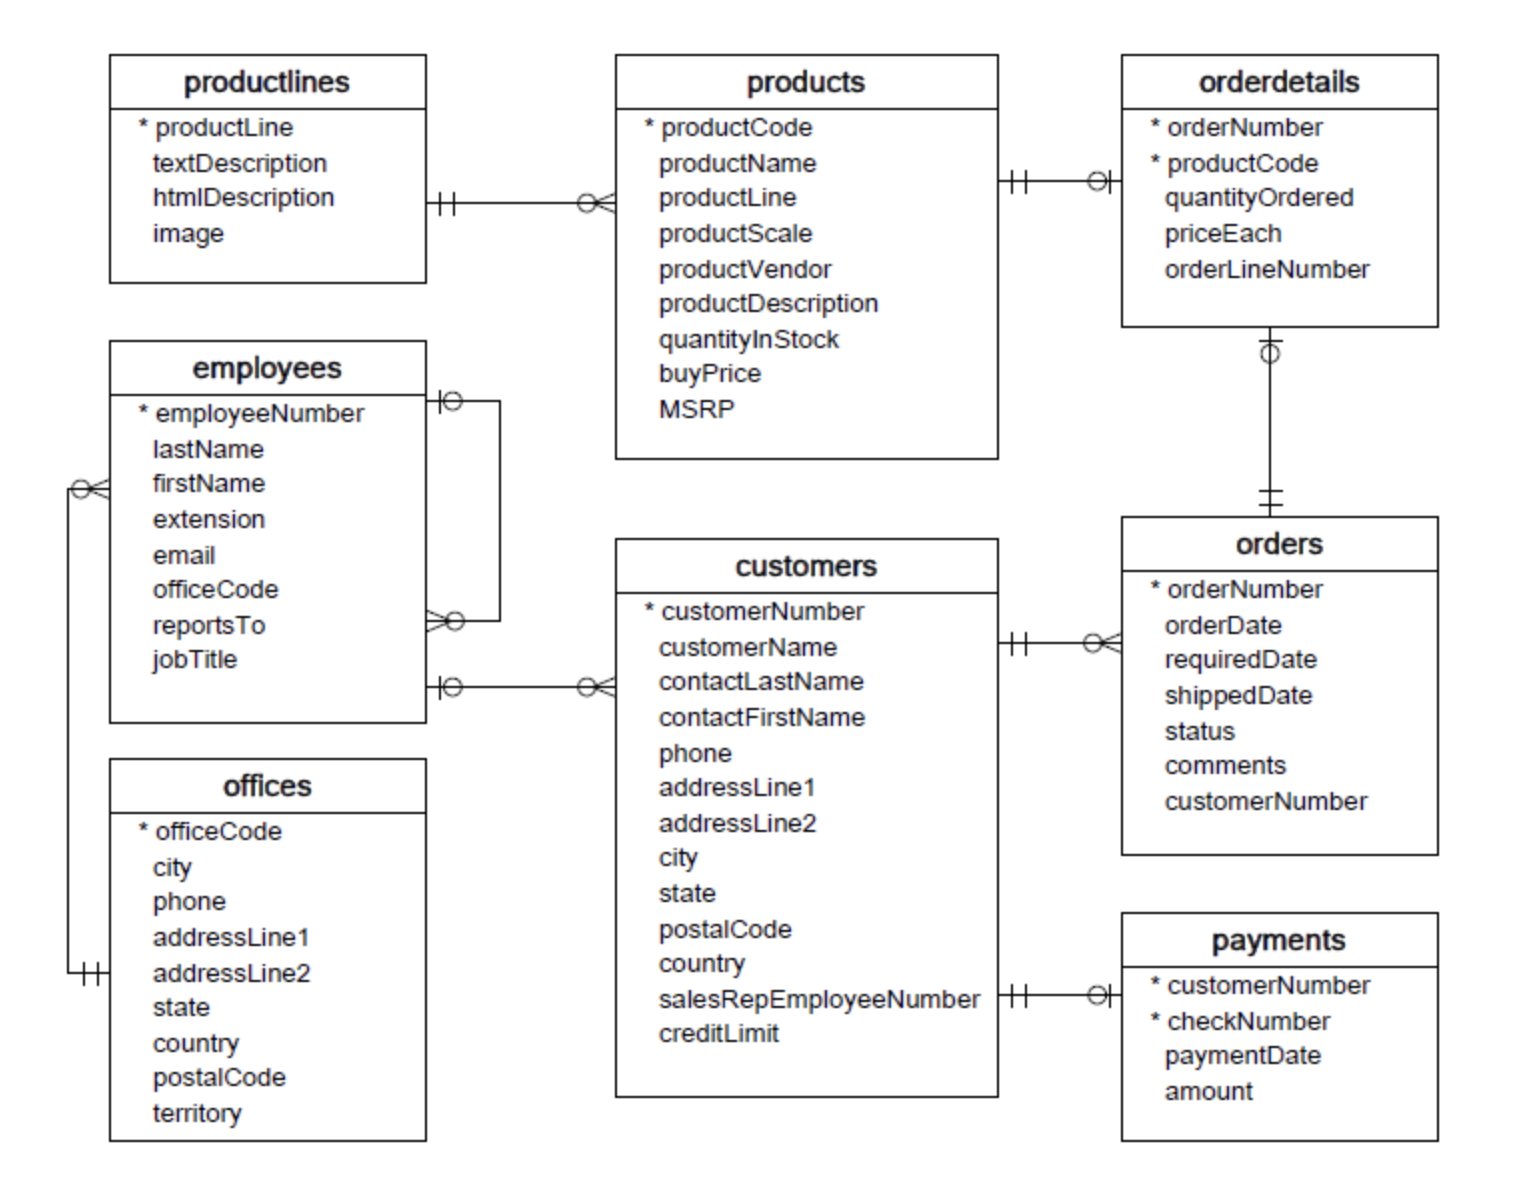 productlines
* productLine
textDescription
htmlDescription
image
products
* productCode
productName
productLine
productScale
productVendor
productDescription
quantityInStock
buyPrice
MSRP
orderdetails
* orderNumber
* productCode
quantityOrdered
priceEach
orderLineNumber
employees
* employeeNumber
lastName
firstName
extension
email
officeCode
reportsTo
jobTitle
customers
* customerNumber
customerName
contactLastName
contactFirstName
phone
addressLine1
addressLine2
city
state
postalCode
country
salesRepEmployeeNumber
creditLimit
orders
* orderNumber
orderDate
requiredDate
shippedDate
status
comments
customerNumber
offices
* officeCode
city
phone
addressLine1
addressLine2
state
country
postalCode
territory
payments
* customerNumber
* checkNumber
paymentDate
amount